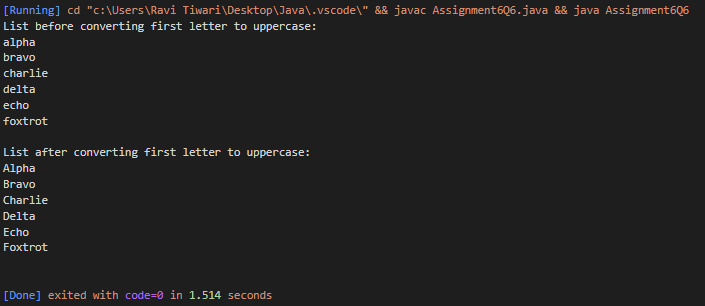 [Running] cd "c:\Users\Ravi Tiwari\Desktop\Java\.vscode\" && javac Assignment6Q6.java && java Assignment6Q6
List before converting first letter to uppercase:
alpha
bravo
charlie
delta
echo
foxtrot
List after converting first letter to uppercase:
Alpha
Bravo
Charlie
Delta
Echo
Foxtrot
[Done] exited with code=0 in 1.514 seconds